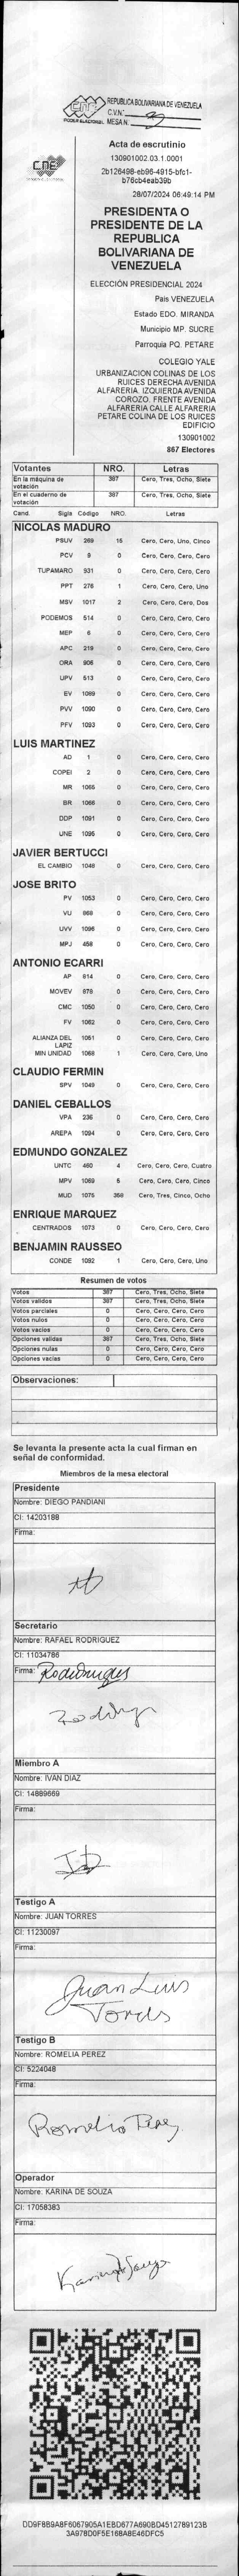 CNE
PODER ELECTORAL
REPÚBLICA BOLIVARIANA DE VENEZUELA
C.V.N°:
MESA N:
CNE
Acta de escrutinio
130901002.03.1.0001
2b126498-eb96-4915-bfc1-
b76cb4eab39b
28/07/2024 06:49:14 PM
PRESIDENTA O
PRESIDENTE DE LA
REPUBLICA
BOLIVARIANA DE
VENEZUELA
ELECCIÓN PRESIDENCIAL 2024
País VENEZUELA
Estado EDO. MIRANDA
Municipio MP. SUCRE
Parroquia PQ. PETARE
COLEGIO YALE
URBANIZACION COLINAS DE LOS
RUICES DERECHA AVENIDA
ALFARERIA. IZQUIERDA AVENIDA
COROZO. FRENTE AVENIDA
ALFARERIA CALLE ALFARERIA
PETARE COLINA DE LOS RUICES
EDIFICIO
130901002
867 Electores
Votantes NRO. Letras
En la máquina de votación 387 Cero, Tres, Ocho, Siete
En el cuaderno de votación 387 Cero, Tres, Ocho, Siete
Cand. Sigla Código NRO. Letras
NICOLAS MADURO
PSUV 269 15 Cero, Cero, Uno, Cinco
PCV 9 0 Cero, Cero, Cero, Cero
TUPAMARO 931 0 Cero, Cero, Cero, Cero
PPT 276 1 Cero, Cero, Cero, Uno
MSV 1017 2 Cero, Cero, Cero, Dos
PODEMOS 514 0 Cero, Cero, Cero, Cero
MEP 6 0 Cero, Cero, Cero, Cero
APC 219 0 Cero, Cero, Cero, Cero
ORA 906 0 Cero, Cero, Cero, Cero
UPV 513 0 Cero, Cero, Cero, Cero
EV 1089 0 Cero, Cero, Cero, Cero
PVV 1090 0 Cero, Cero, Cero, Cero
PFV 1093 0 Cero, Cero, Cero, Cero
LUIS MARTINEZ
AD 1 0 Cero, Cero, Cero, Cero
COPEI 2 0 Cero, Cero, Cero, Cero
MR 1065 0 Cero, Cero, Cero, Cero
BR 1066 0 Cero, Cero, Cero, Cero
DDP 1091 0 Cero, Cero, Cero, Cero
UNE 1095 0 Cero, Cero, Cero, Cero
JAVIER BERTUCCI
EL CAMBIO 1048 0 Cero, Cero, Cero, Cero
JOSE BRITO
PV 1053 0 Cero, Cero, Cero, Cero
VU 868 0 Cero, Cero, Cero, Cero
UVV 1096 0 Cero, Cero, Cero, Cero
MPJ 458 0 Cero, Cero, Cero, Cero
ANTONIO ECARRI
AP 814 0 Cero, Cero, Cero, Cero
MOVEV 878 0 Cero, Cero, Cero, Cero
CMC 1050 0 Cero, Cero, Cero, Cero
FV 1062 0 Cero, Cero, Cero, Cero
ALIANZA DEL LAPIZ 1051 0 Cero, Cero, Cero, Cero
MIN UNIDAD 1068 1 Cero, Cero, Cero, Uno
CLAUDIO FERMIN
SPV 1049 0 Cero, Cero, Cero, Cero
DANIEL CEBALLOS
VPA 236 0 Cero, Cero, Cero, Cero
AREPA 1094 0 Cero, Cero, Cero, Cero
EDMUNDO GONZALEZ
UNTC 460 4 Cero, Cero, Cero, Cuatro
MPV 1069 5 Cero, Cero, Cero, Cinco
MUD 1075 358 Cero, Tres, Cinco, Ocho
ENRIQUE MARQUEZ
CENTRADOS 1073 0 Cero, Cero, Cero, Cero
BENJAMIN RAUSSEO
CONDE 1092 1 Cero, Cero, Cero, Uno
Resumen de votos
Votos 387 Cero, Tres, Ocho, Siete
Votos validos 387 Cero, Tres, Ocho, Siete
Votos parciales 0 Cero, Cero, Cero, Cero
Votos nulos 0 Cero, Cero, Cero, Cero
Votos vacios 0 Cero, Cero, Cero, Cero
Opciones validas 387 Cero, Tres, Ocho, Siete
Opciones nulas 0 Cero, Cero, Cero, Cero
Opciones vacias 0 Cero, Cero, Cero, Cero
Observaciones:
Se levanta la presente acta la cual firman en
señal de conformidad.
Miembros de la mesa electoral
Presidente
Nombre: DIEGO PANDIANI
CI: 14203188
Firma:
Secretario
Nombre: RAFAEL RODRIGUEZ
CI: 11034786
Firma: Rodriguez
Miembro A
Nombre: IVAN DIAZ
CI: 14889669
Firma:
Testigo A
Nombre: JUAN TORRES
CI: 11230097
Firma:
Juan Luis
Torres
Testigo B
Nombre: ROMELIA PEREZ
CI: 5224048
Firma:
Romelia Perez
Operador
Nombre: KARINA DE SOUZA
CI: 17058383
Firma:
DD9F8B9A8F6067905A1EBD677A690BD4512789123B
3A978D0F5E168A8E46DFC5